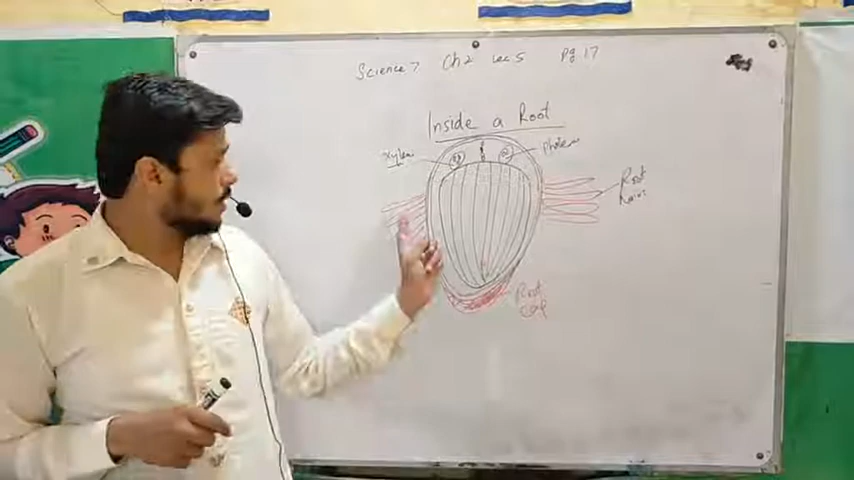 Science 7 Ch 2 Lec 5 Pg 17
Inside a Root
xylem
Phloem
Root
hairs
Root
cap